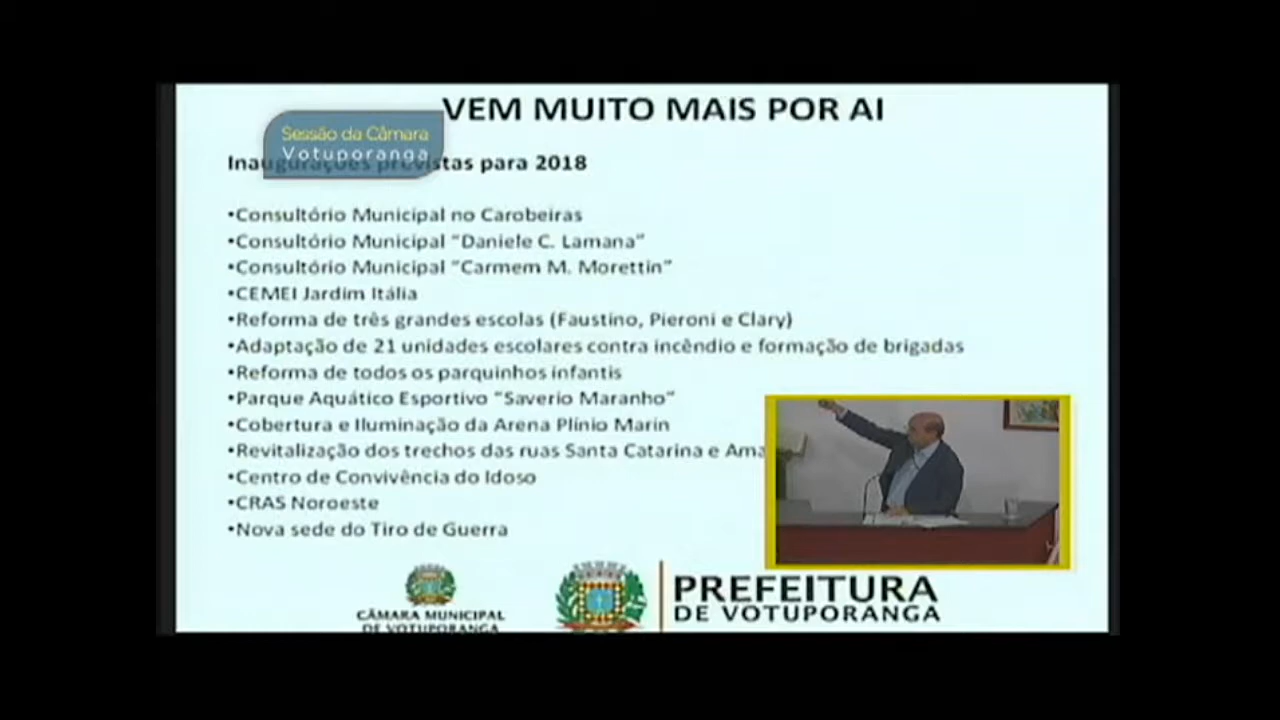 VEM MUITO MAIS POR AI
Sessão da Câmara
Votuporanga
Inaugurações previstas para 2018
•Consultório Municipal no Carobeiras
•Consultório Municipal "Daniele C. Lamana"
•Consultório Municipal "Carmem M. Morettin"
•CEMEI Jardim Itália
•Reforma de três grandes escolas (Faustino, Pieroni e Clary)
•Adaptação de 21 unidades escolares contra incêndio e formação de brigadas
•Reforma de todos os parquinhos infantis
•Parque Aquático Esportivo "Saverio Maranho"
•Cobertura e Iluminação da Arena Plínio Marin
•Revitalização dos trechos das ruas Santa Catarina e Ama
•Centro de Convivência do Idoso
•CRAS Noroeste
•Nova sede do Tiro de Guerra
CÂMARA MUNICIPAL
DE VOTUPORANGA
PREFEITURA
DE VOTUPORANGA